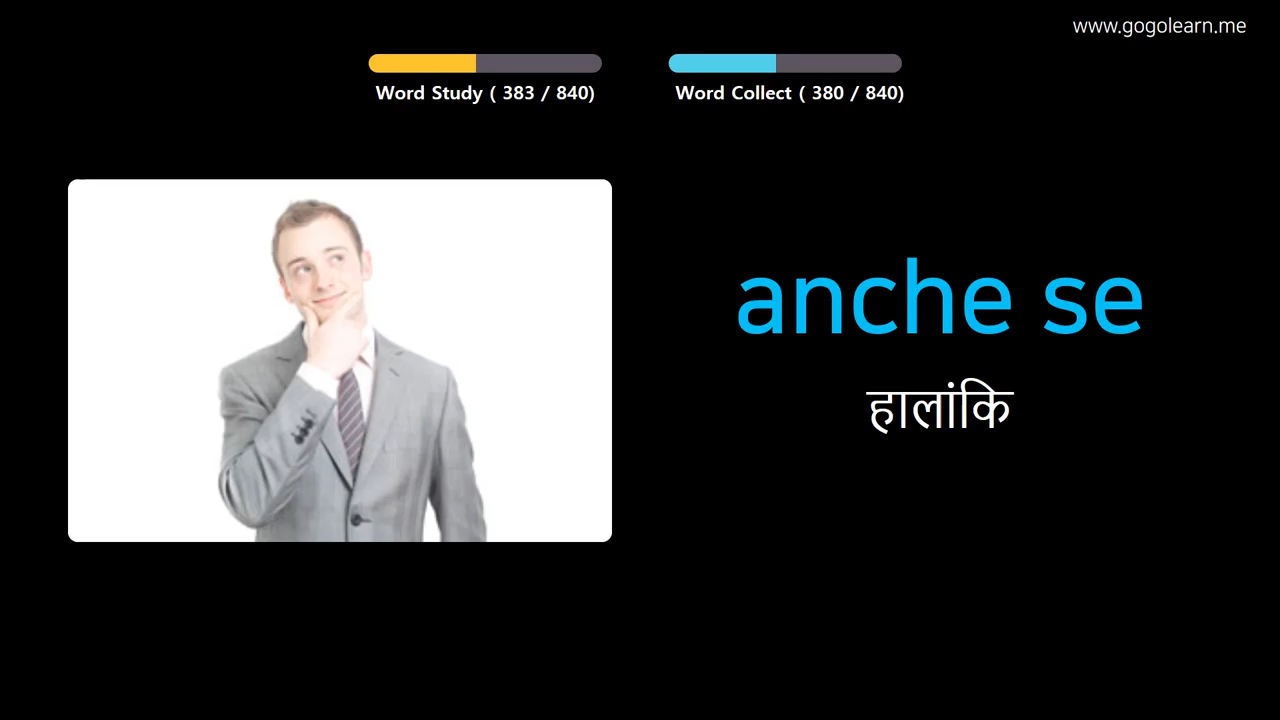 www.gogolearn.me
Word Study ( 383 / 840)
Word Collect ( 380 / 840)
anche se
हालांकि